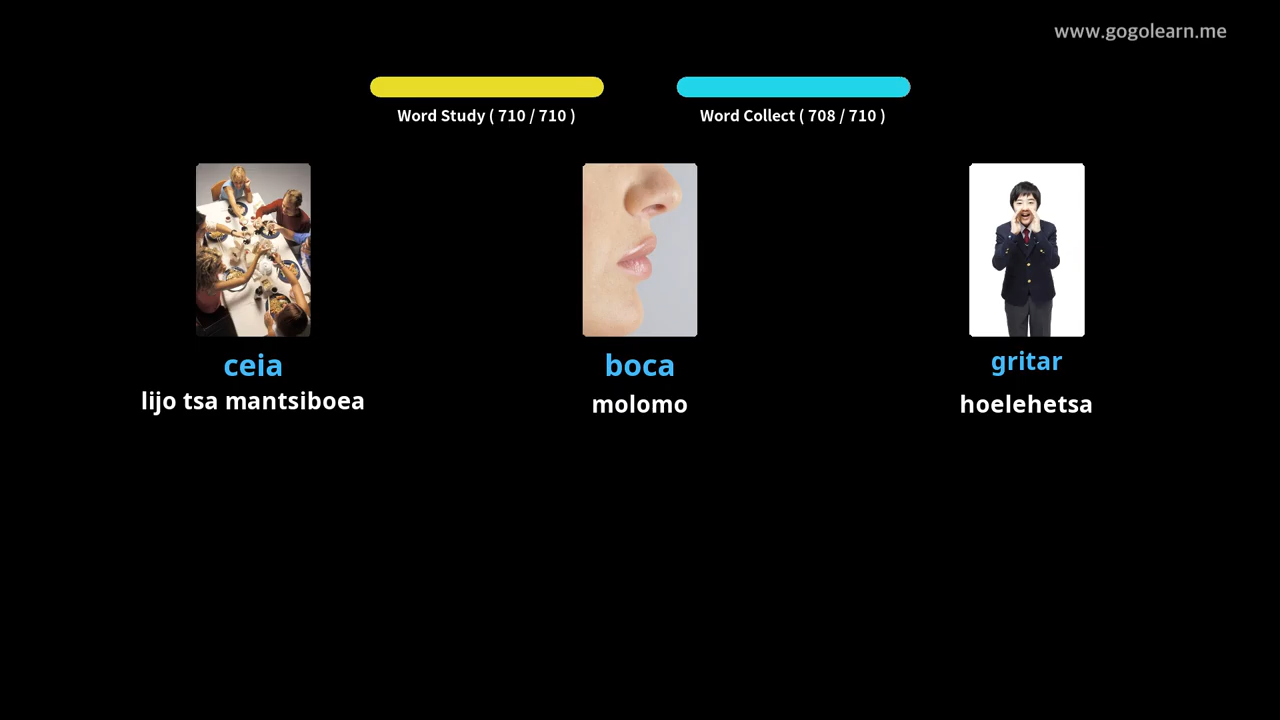 www.gogolearn.me
Word Study ( 710 / 710 )
Word Collect ( 708 / 710 )
ceia
lijo tsa mantsiboea
boca
molomo
gritar
hoelehetsa